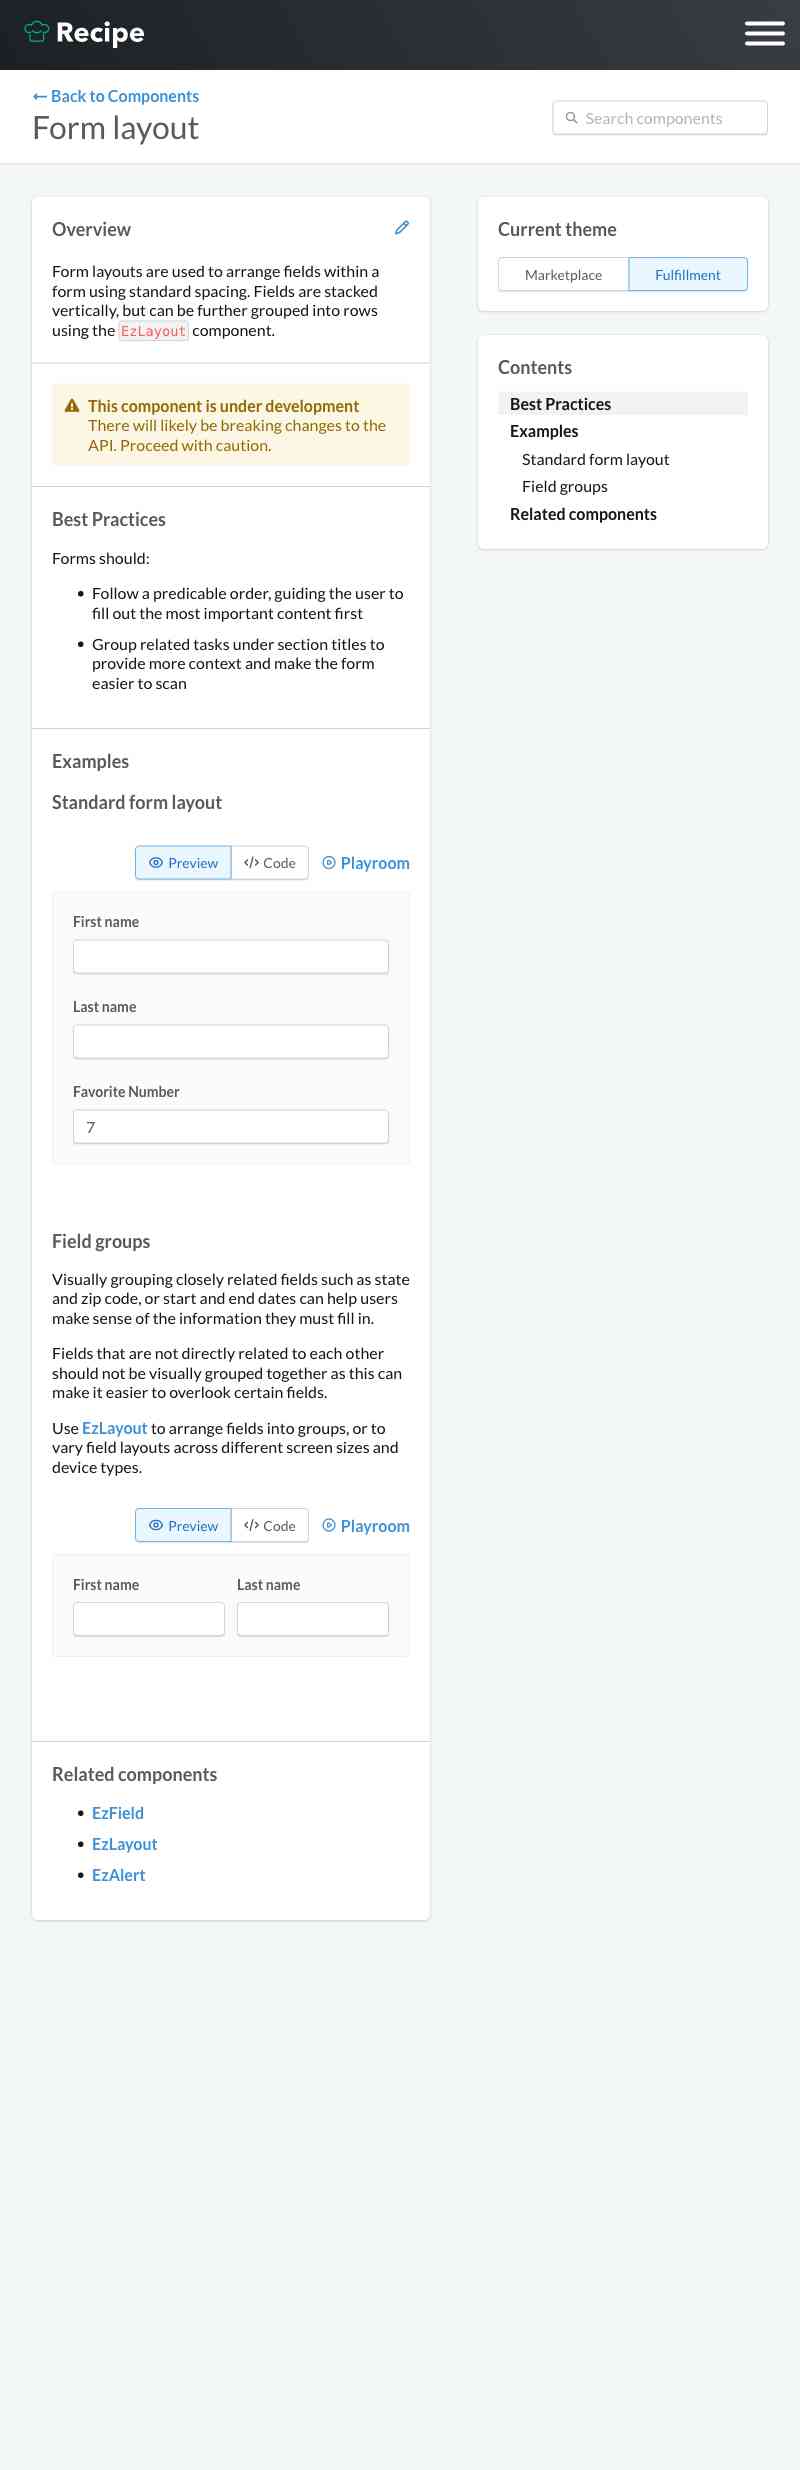 Recipe
← Back to Components
Form layout
Search components
Overview
Form layouts are used to arrange fields within a
form using standard spacing. Fields are stacked
vertically, but can be further grouped into rows
using the EzLayout component.
This component is under development
There will likely be breaking changes to the
API. Proceed with caution.
Best Practices
Forms should:
• Follow a predicable order, guiding the user to
fill out the most important content first
• Group related tasks under section titles to
provide more context and make the form
easier to scan
Examples
Standard form layout
Preview </> Code Playroom
First name
Last name
Favorite Number
7
Field groups
Visually grouping closely related fields such as state
and zip code, or start and end dates can help users
make sense of the information they must fill in.
Fields that are not directly related to each other
should not be visually grouped together as this can
make it easier to overlook certain fields.
Use EzLayout to arrange fields into groups, or to
vary field layouts across different screen sizes and
device types.
Preview </> Code Playroom
First name Last name
Related components
• EzField
• EzLayout
• EzAlert
Current theme
Marketplace Fulfillment
Contents
Best Practices
Examples
Standard form layout
Field groups
Related components